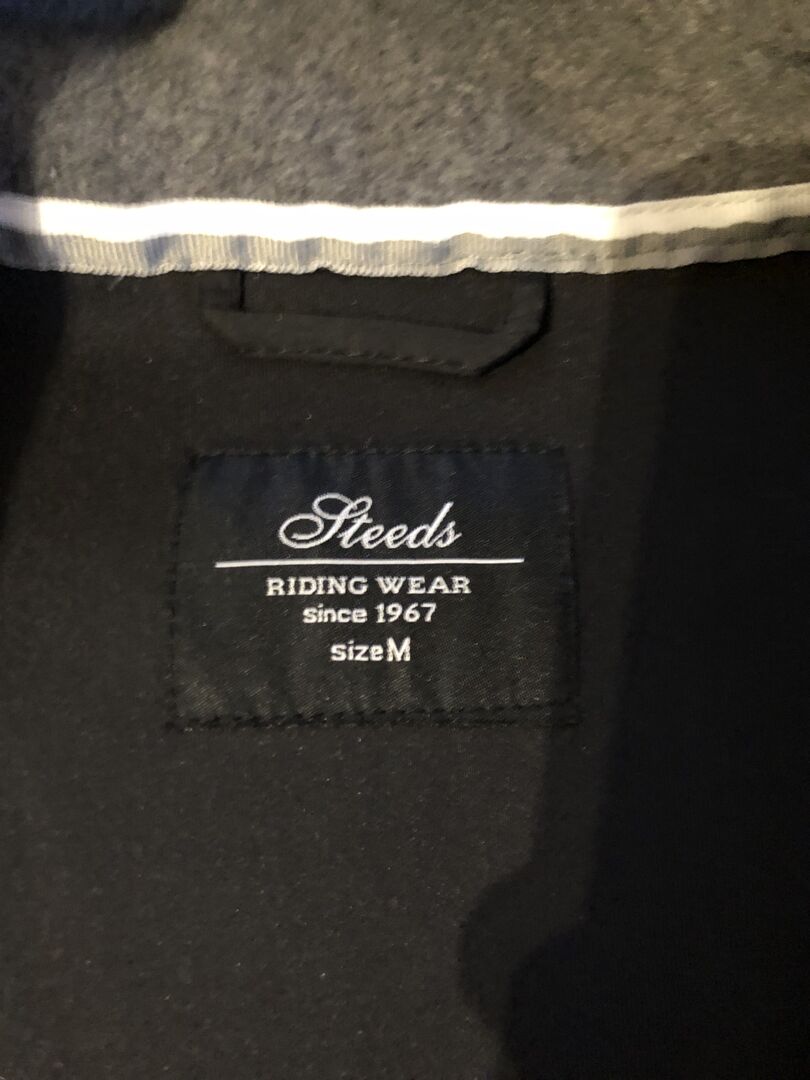 Steeds
RIDING WEAR
since 1967
sizeM